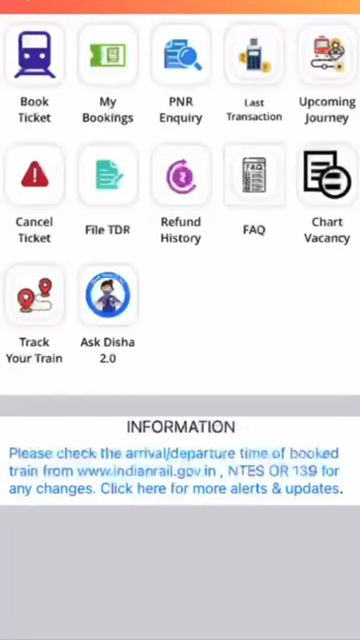 Book My PNR Last Upcoming
Ticket Bookings Enquiry Transaction Journey
FAQ
Cancel File TDR Refund FAQ Chart
Ticket History Vacancy
Track Ask Disha
Your Train 2.0
INFORMATION
Please check the arrival/departure time of booked
train from www.indianrail.gov.in , NTES OR 139 for
any changes. Click here for more alerts & updates.